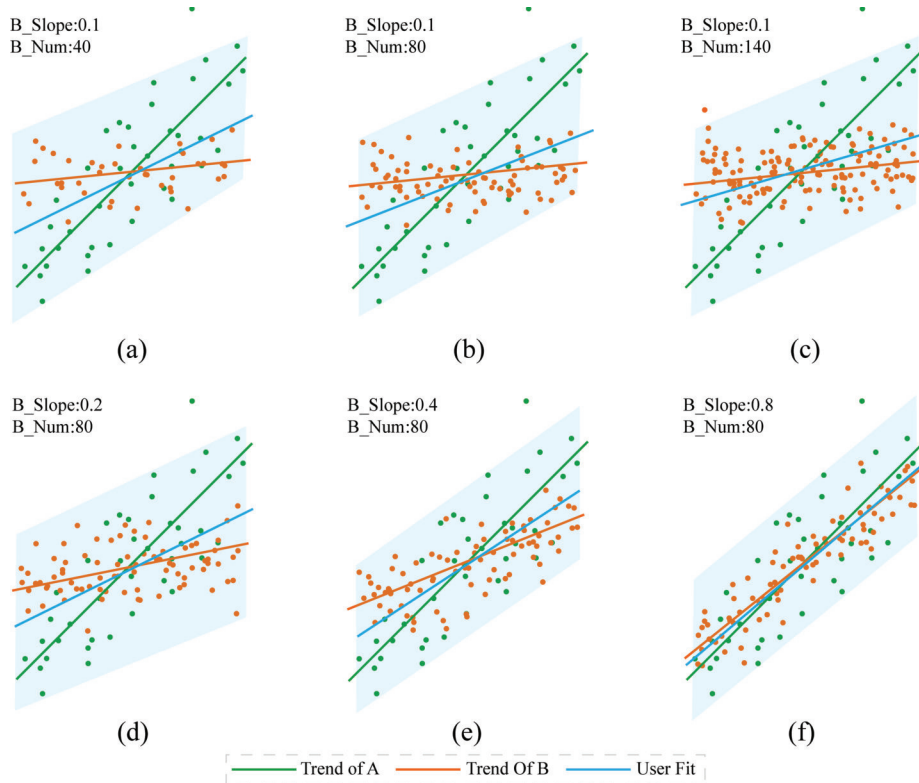 B_Slope:0.1
B_Num:40
B_Slope:0.1
B_Num:80
B_Slope:0.1
B_Num:140
(a)
(b)
(c)
B_Slope:0.2
B_Num:80
B_Slope:0.4
B_Num:80
B_Slope:0.8
B_Num:80
(d)
(e)
(f)
Trend of A
Trend Of B
User Fit